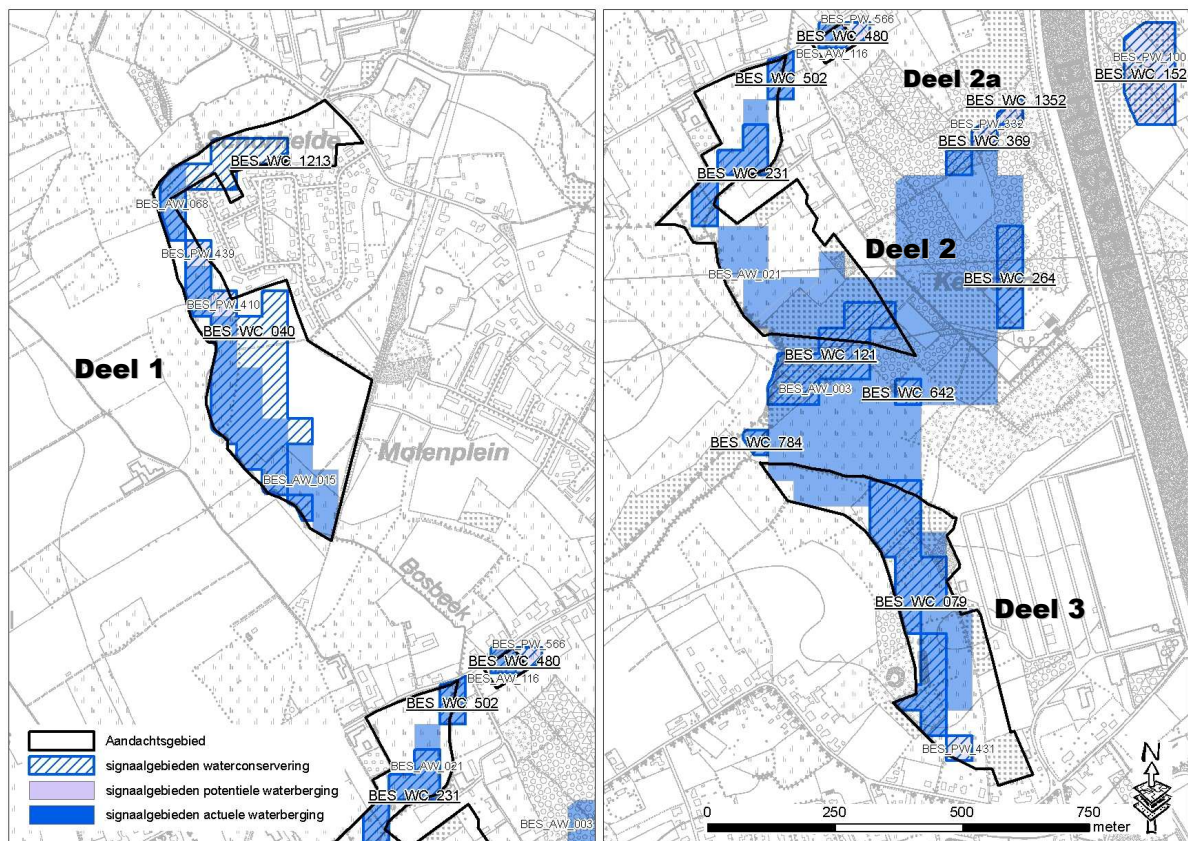 Schorheide
BES_WC_1213
BES_AW_068
BES_PW_439
BES_PW_410
BES_WC_040
Deel 1
Molenplein
BES_AW_015
Bosbeek
BES_PW_566
BES_WC_480
BES_AW_116
BES_WC_502
BES_AW_021
BES_WC_231
BES_AW_003
Aandachtsgebied
signaalgebieden waterconservering
signaalgebieden potentiele waterberging
signaalgebieden actuele waterberging
BES_PW_566
BES_WC_480
BES_AW_116
BES_WC_502
Deel 2a
BES_PW_100
BES_WC_152
BES_WC_1352
BES_PW_332
BES_WC_369
BES_WC_231
Deel 2
BES_AW_021
BES_WC_264
BES_WC_121
BES_AW_003
BES_WC_642
BES_WC_784
BES_WC_079
Deel 3
BES_PW_431
N
0 250 500 750
meter